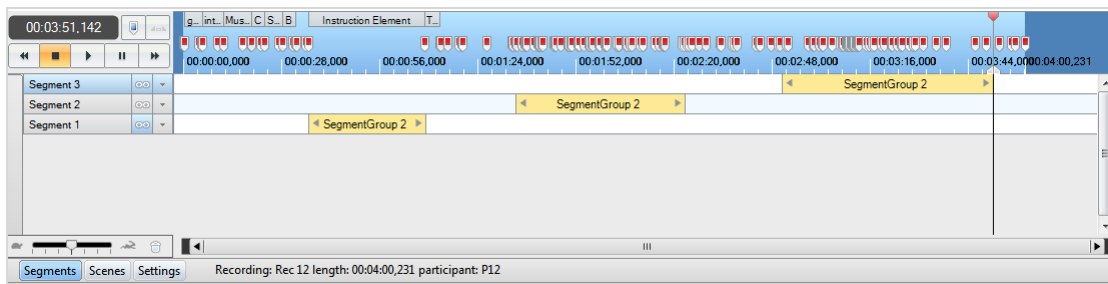 00:03:51,142
g... int... Mus... C S... B Instruction Element T...
00:00:00,000 00:00:28,000 00:00:56,000 00:01:24,000 00:01:52,000 00:02:20,000 00:02:48,000 00:03:16,000 00:03:44,000 00:04:00,231
Segment 3 SegmentGroup 2
Segment 2 SegmentGroup 2
Segment 1 SegmentGroup 2
Segments Scenes Settings Recording: Rec 12 length: 00:04:00,231 participant: P12